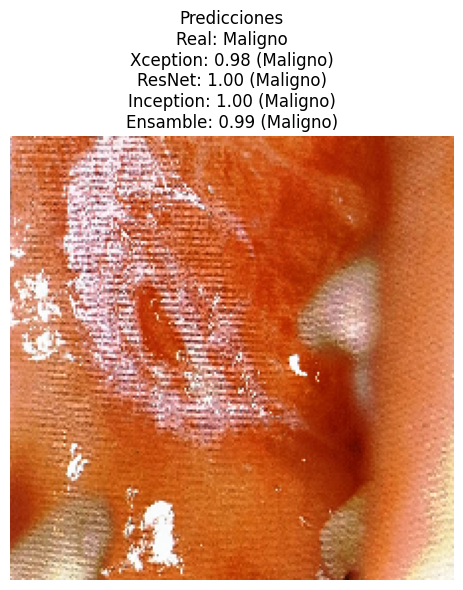 Predicciones
Real: Maligno
Xception: 0.98 (Maligno)
ResNet: 1.00 (Maligno)
Inception: 1.00 (Maligno)
Ensamble: 0.99 (Maligno)